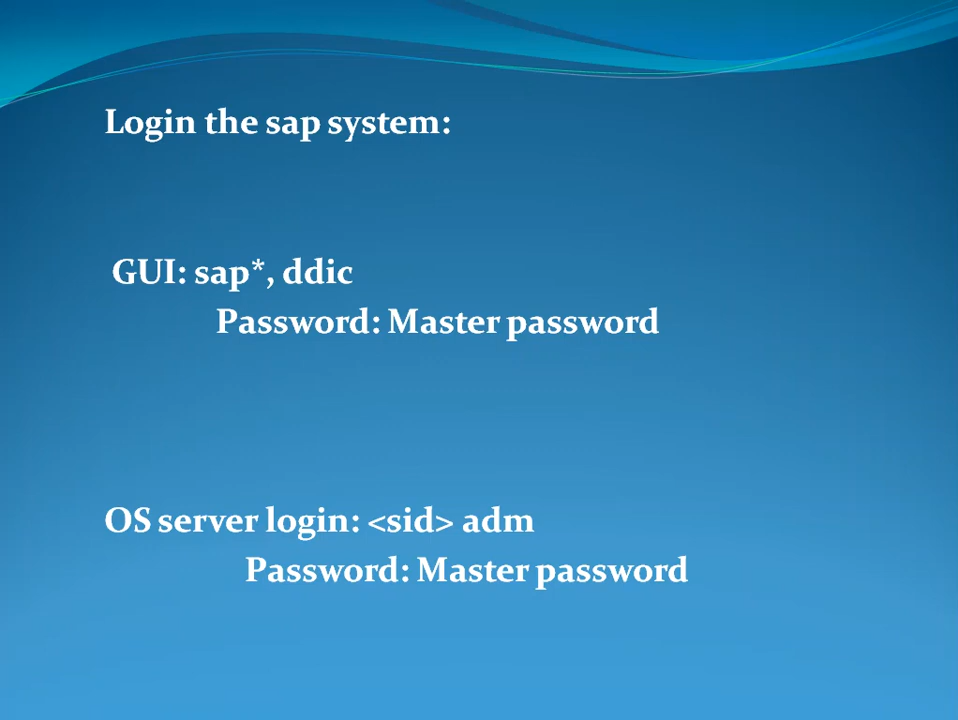 Login the sap system:
GUI: sap*, ddic
Password: Master password
OS server login: <sid> adm
Password: Master password